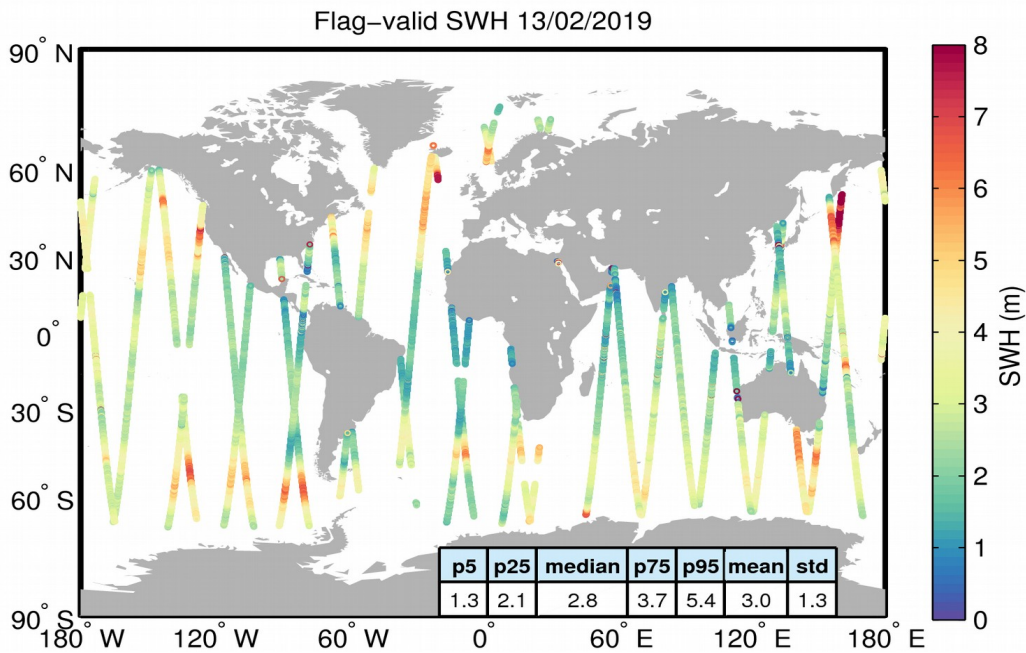 Flag−valid SWH 13/02/2019
90° N
60° N
30° N
0°
30° S
60° S
90° S
180° W
120° W
60° W
0°
60° E
120° E
180° E
8
7
6
5
4
3
2
1
0
SWH (m)
p5 p25 median p75 p95 mean std
1.3 2.1 2.8 3.7 5.4 3.0 1.3